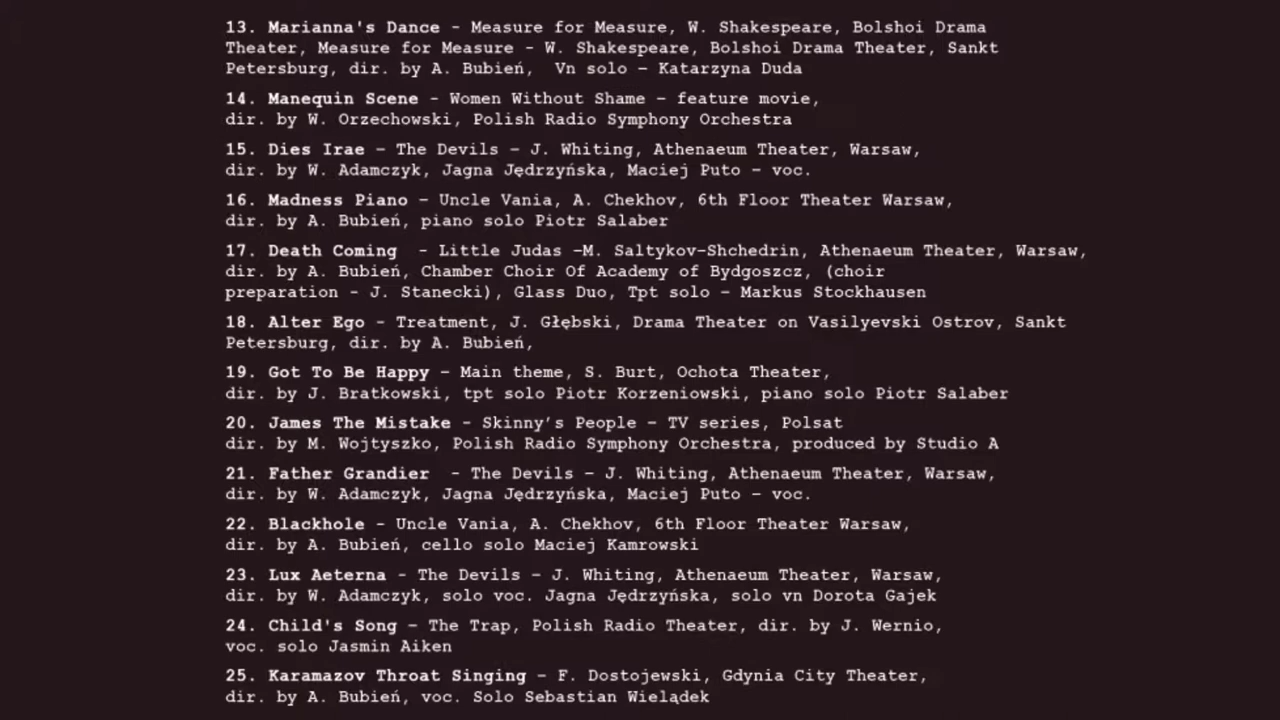 13. Marianna's Dance - Measure for Measure, W. Shakespeare, Bolshoi Drama
Theater, Measure for Measure - W. Shakespeare, Bolshoi Drama Theater, Sankt
Petersburg, dir. by A. Bubień, Vn solo – Katarzyna Duda
14. Manequin Scene - Women Without Shame – feature movie,
dir. by W. Orzechowski, Polish Radio Symphony Orchestra
15. Dies Irae – The Devils – J. Whiting, Athenaeum Theater, Warsaw,
dir. by W. Adamczyk, Jagna Jędrzyńska, Maciej Puto – voc.
16. Madness Piano – Uncle Vania, A. Chekhov, 6th Floor Theater Warsaw,
dir. by A. Bubień, piano solo Piotr Salaber
17. Death Coming - Little Judas –M. Saltykov-Shchedrin, Athenaeum Theater, Warsaw,
dir. by A. Bubień, Chamber Choir Of Academy of Bydgoszcz, (choir
preparation - J. Stanecki), Glass Duo, Tpt solo – Markus Stockhausen
18. Alter Ego - Treatment, J. Głębski, Drama Theater on Vasilyevski Ostrov, Sankt
Petersburg, dir. by A. Bubień,
19. Got To Be Happy – Main theme, S. Burt, Ochota Theater,
dir. by J. Bratkowski, tpt solo Piotr Korzeniowski, piano solo Piotr Salaber
20. James The Mistake - Skinny’s People – TV series, Polsat
dir. by M. Wojtyszko, Polish Radio Symphony Orchestra, produced by Studio A
21. Father Grandier - The Devils – J. Whiting, Athenaeum Theater, Warsaw,
dir. by W. Adamczyk, Jagna Jędrzyńska, Maciej Puto – voc.
22. Blackhole - Uncle Vania, A. Chekhov, 6th Floor Theater Warsaw,
dir. by A. Bubień, cello solo Maciej Kamrowski
23. Lux Aeterna - The Devils – J. Whiting, Athenaeum Theater, Warsaw,
dir. by W. Adamczyk, solo voc. Jagna Jędrzyńska, solo vn Dorota Gajek
24. Child's Song – The Trap, Polish Radio Theater, dir. by J. Wernio,
voc. solo Jasmin Aiken
25. Karamazov Throat Singing – F. Dostojewski, Gdynia City Theater,
dir. by A. Bubień, voc. Solo Sebastian Wielądek